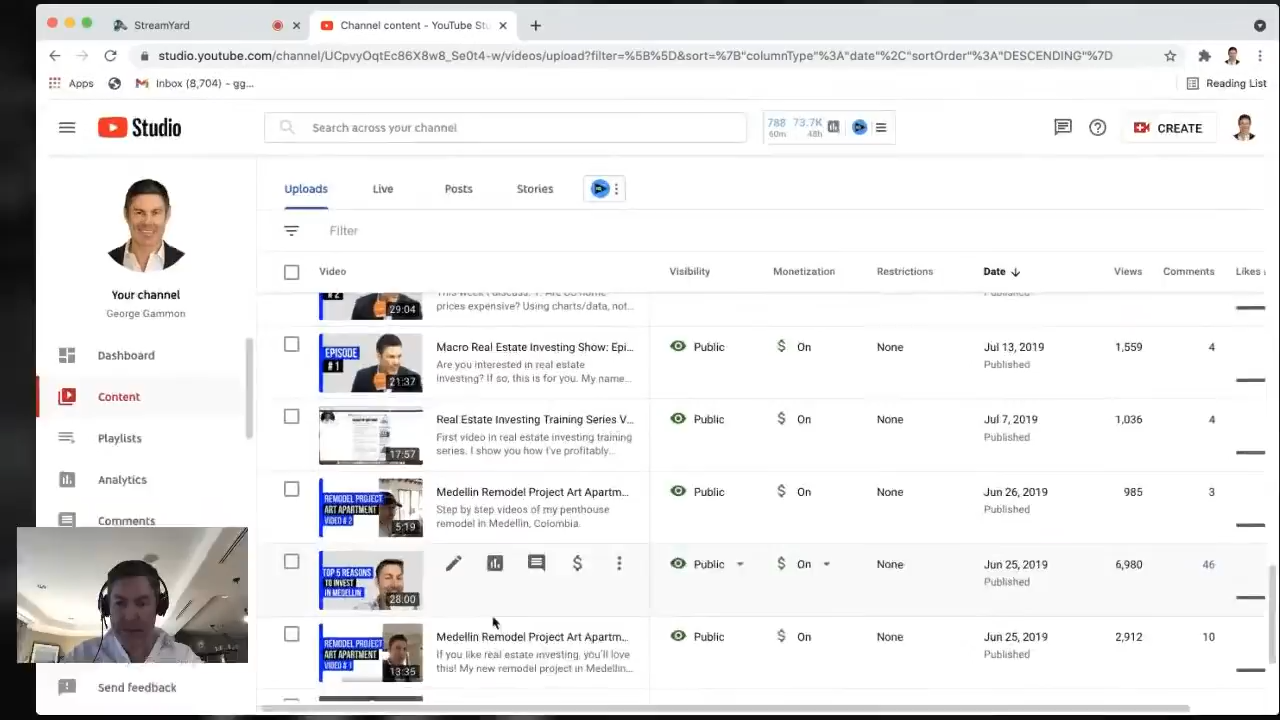 StreamYard
Channel content - YouTube Stu
studio.youtube.com/channel/UCpvyOqtEc86X8w8_Se0t4-w/videos/upload?filter=%5B%5D&sort=%7B"columnType"%3A"date"%2C"sortOrder"%3A"DESCENDING"%7D
Apps
Inbox (8,704) - gg...
Reading List
Studio
Search across your channel
788 73.7K
60m 48h
CREATE
Uploads Live Posts Stories
Filter
Your channel
George Gammon
Dashboard
Content
Playlists
Analytics
Comments
Send feedback
Video Visibility Monetization Restrictions Date Views Comments Likes
# 2
29:04
prices expensive? Using charts/data, not...
Published
EPISODE
# 1
21:37
Macro Real Estate Investing Show: Epi...
Are you interested in real estate
investing? If so, this is for you. My name...
Public On None Jul 13, 2019 1,559 4
Published
17:57
Real Estate Investing Training Series V...
First video in real estate investing training
series. I show you how I've profitably...
Public On None Jul 7, 2019 1,036 4
Published
REMODEL PROJECT
ART APARTMENT
VIDEO # 2
5:19
Medellin Remodel Project Art Apartm...
Step by step videos of my penthouse
remodel in Medellin, Colombia.
Public On None Jun 26, 2019 985 3
Published
TOP 5 REASONS
TO INVEST
IN MEDELLIN
28:00
Public On None Jun 25, 2019 6,980 46
Published
REMODEL PROJECT
ART APARTMENT
VIDEO # 1
13:35
Medellin Remodel Project Art Apartm...
If you like real estate investing, you'll love
this! My new remodel project in Medellin...
Public On None Jun 25, 2019 2,912 10
Published